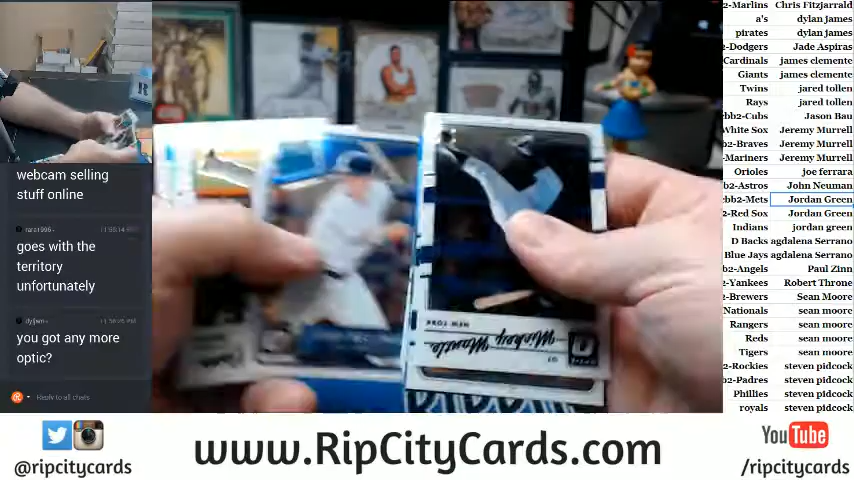 webcam selling
stuff online
goes with the
territory
unfortunately
you got any more
optic?
Reply to all chats
Mickey Mantle
NEW YORK
b2-Marlins Chris Fitzjarrald
a's dylan james
pirates dylan james
2-Dodgers Jade Aspiras
Cardinals james clemente
Giants james clemente
Twins jared tollen
Rays jared tollen
bb2-Cubs Jason Bau
White Sox Jeremy Murrell
b2-Braves Jeremy Murrell
-Mariners Jeremy Murrell
Orioles joe ferrara
b2-Astros John Neuman
bb2-Mets Jordan Green
2-Red Sox Jordan Green
Indians jordan green
D Backs agdalena Serrano
Blue Jays agdalena Serrano
b2-Angels Paul Zinn
-Yankees Robert Throne
2-Brewers Sean Moore
Nationals sean moore
Rangers sean moore
Reds sean moore
Tigers sean moore
2-Rockies steven pidcock
b2-Padres steven pidcock
Phillies steven pidcock
royals steven pidcock
@ripcitycards
www.RipCityCards.com
YouTube
/ripcitycards